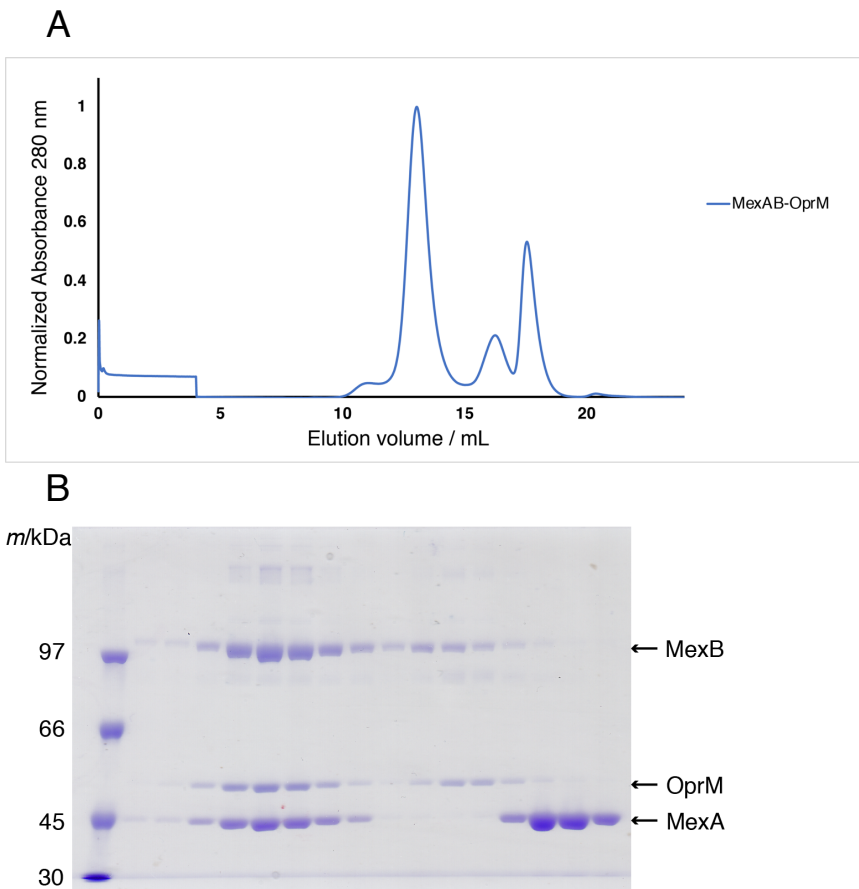 A
Normalized Absorbance 280 nm
1
0.8
0.6
0.4
0.2
0
0 5 10 15 20
Elution volume / mL
MexAB-OprM
B
m/kDa
97
66
45
30
← MexB
← OprM
← MexA